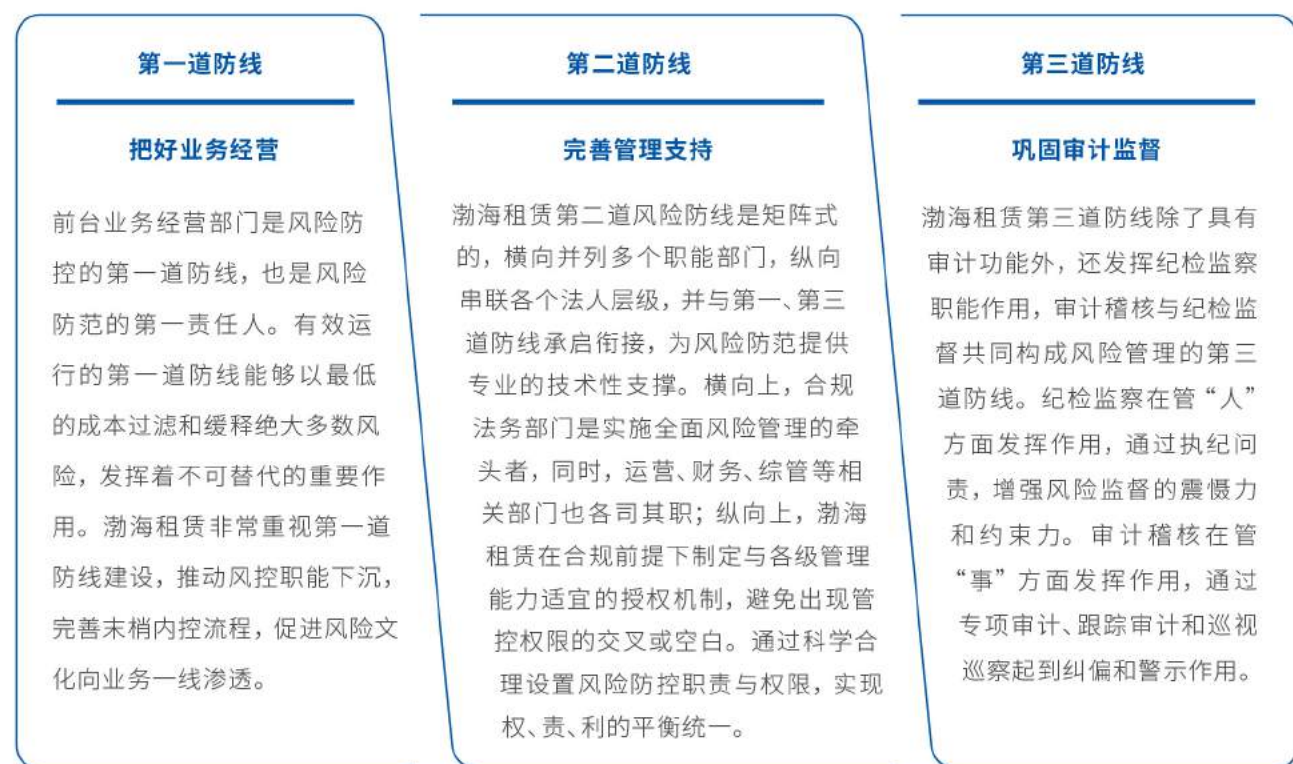 第一道防线
把好业务经营
前台业务经营部门是风险防
控的第一道防线，也是风险
防范的第一责任人。有效运
行的第一道防线能够以最低
的成本过滤和缓释绝大多数风
险，发挥着不可替代的重要作
用。渤海租赁非常重视第一道
防线建设，推动风控职能下沉，
完善末梢内控流程，促进风险文
化向业务一线渗透。
第二道防线
完善管理支持
渤海租赁第二道风险防线是矩阵式
的，横向并列多个职能部门，纵向
串联各个法人层级，并与第一、第三
道防线承启衔接，为风险防范提供
专业的技术性支撑。横向上，合规
法务部门是实施全面风险管理的牵
头者，同时，运营、财务、综管等相
关部门也各司其职；纵向上，渤海
租赁在合规前提下制定与各级管理
能力适宜的授权机制，避免出现管
控权限的交叉或空白。通过科学合
理设置风险防控职责与权限，实现
权、责、利的平衡统一。
第三道防线
巩固审计监督
渤海租赁第三道防线除了具有
审计功能外，还发挥纪检监察
职能作用，审计稽核与纪检监
督共同构成风险管理的第三
道防线。纪检监察在管“人”
方面发挥作用，通过执纪问
责，增强风险监督的震慑力
和约束力。审计稽核在管
“事”方面发挥作用，通过
专项审计、跟踪审计和巡视
巡察起到纠偏和警示作用。